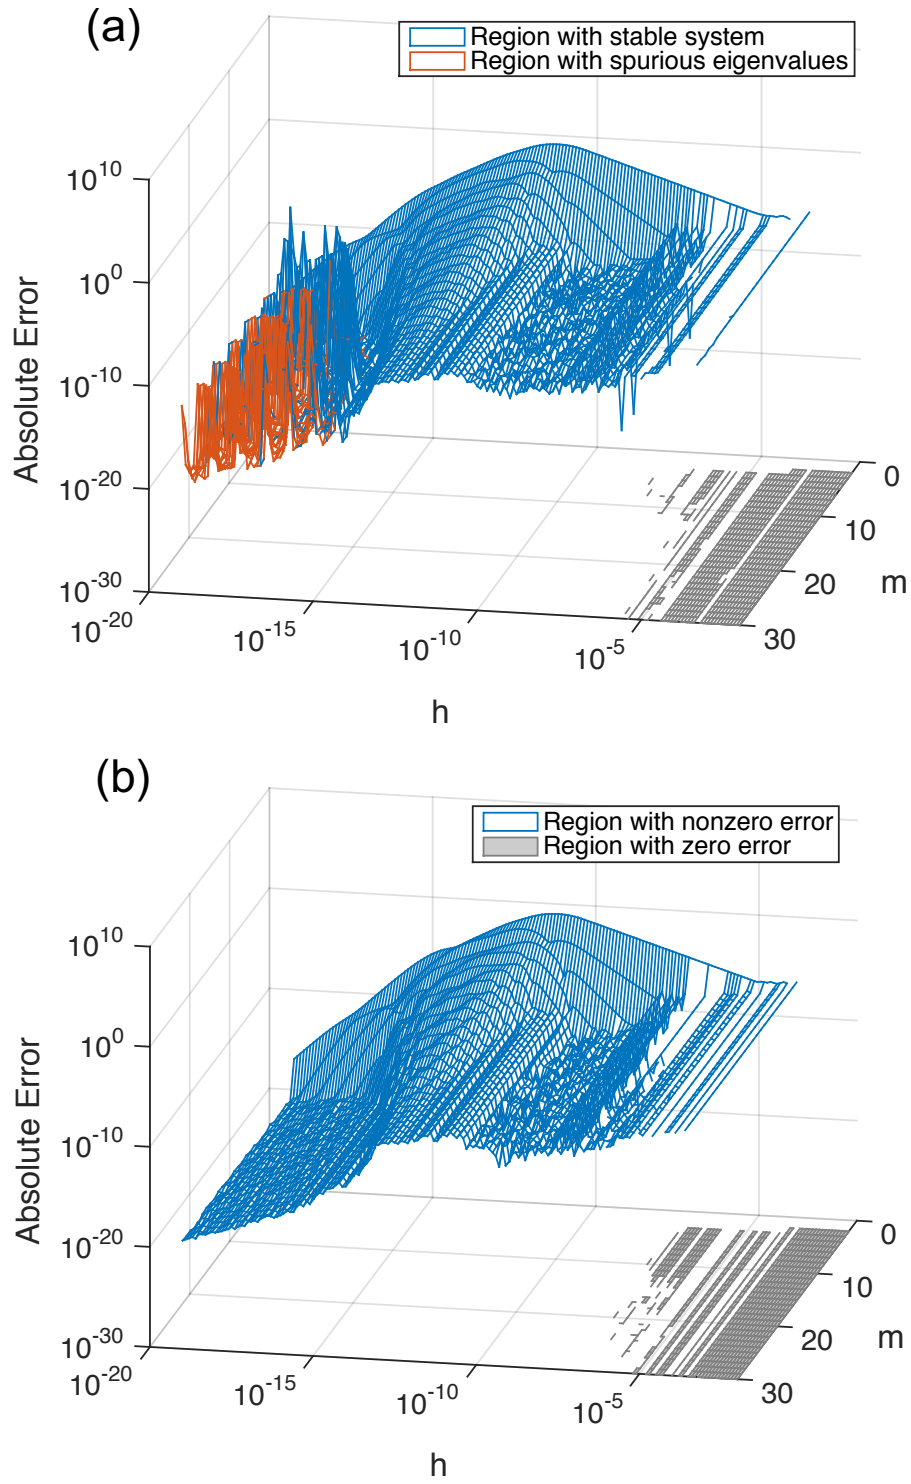 (a)
Region with stable system
Region with spurious eigenvalues
10^10
10^0
10^-10
10^-20
10^-30
Absolute Error
10^-20
10^-15
10^-10
10^-5
h
0
10
20
30
m
(b)
Region with nonzero error
Region with zero error
10^10
10^0
10^-10
10^-20
10^-30
Absolute Error
10^-20
10^-15
10^-10
10^-5
h
0
10
20
30
m